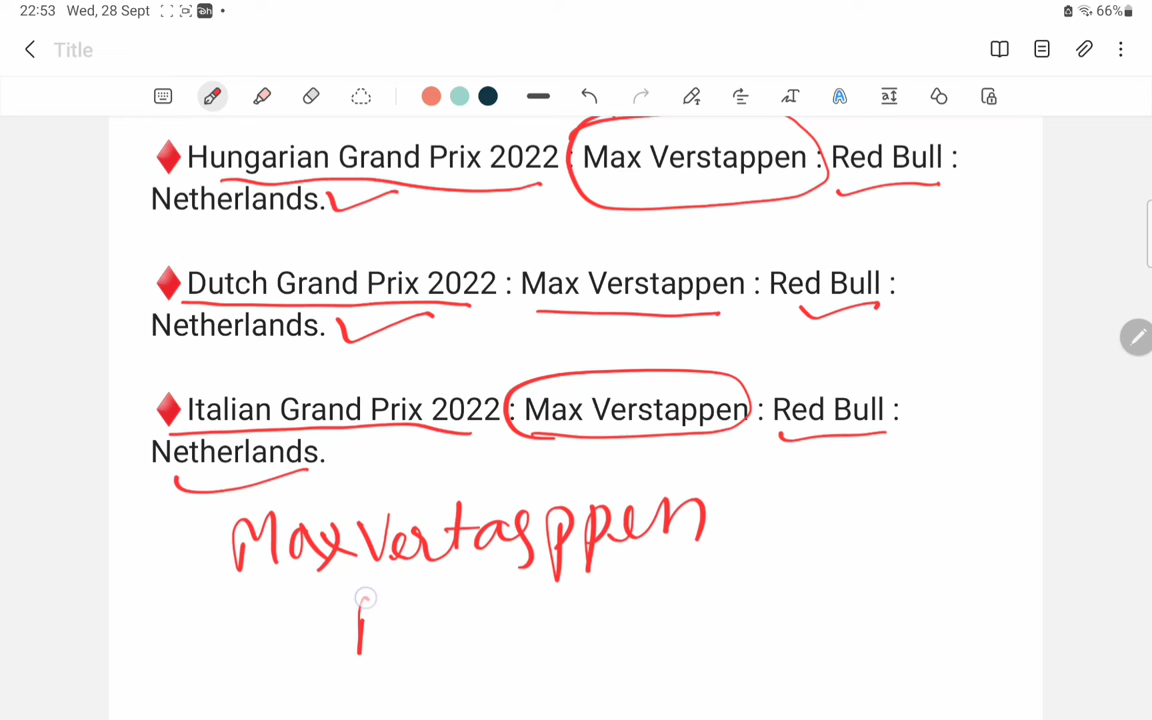 22:53 Wed, 28 Sept 66%
Title
♦Hungarian Grand Prix 2022 : Max Verstappen : Red Bull :
Netherlands.
♦Dutch Grand Prix 2022 : Max Verstappen : Red Bull :
Netherlands.
♦Italian Grand Prix 2022 : Max Verstappen : Red Bull :
Netherlands.
Max Vertasppen